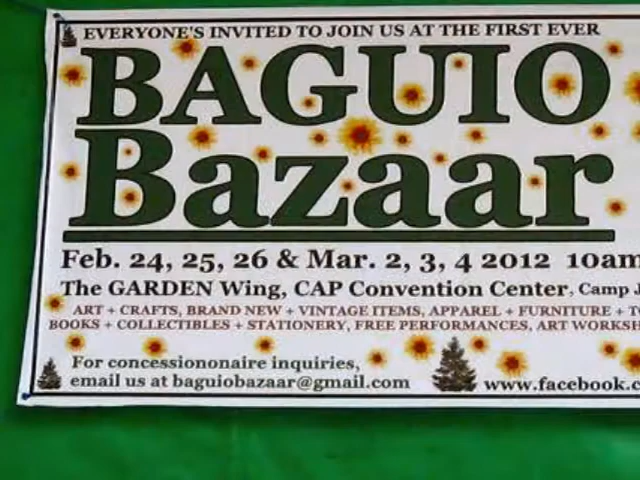 EVERYONE'S INVITED TO JOIN US AT THE FIRST EVER
BAGUIO
Bazaar
Feb. 24, 25, 26 & Mar. 2, 3, 4 2012 10am
The GARDEN Wing, CAP Convention Center, Camp J
ART + CRAFTS, BRAND NEW + VINTAGE ITEMS, APPAREL + FURNITURE + TO
BOOKS + COLLECTIBLES + STATIONERY, FREE PERFORMANCES, ART WORKSH
For concessiononaire inquiries,
email us at baguiobazaar@gmail.com
www.facebook.c